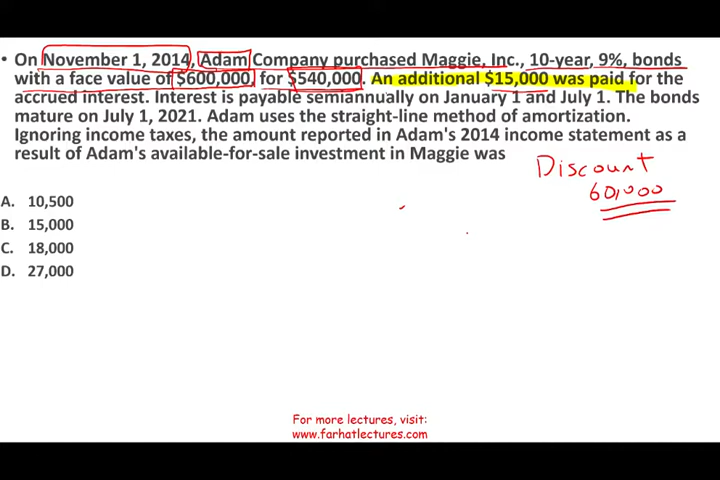 • On November 1, 2014, Adam Company purchased Maggie, Inc., 10-year, 9%, bonds
with a face value of $600,000, for $540,000. An additional $15,000 was paid for the
accrued interest. Interest is payable semiannually on January 1 and July 1. The bonds
mature on July 1, 2021. Adam uses the straight-line method of amortization.
Ignoring income taxes, the amount reported in Adam's 2014 income statement as a
result of Adam's available-for-sale investment in Maggie was
Discount
60,000
A. 10,500
B. 15,000
C. 18,000
D. 27,000
For more lectures, visit:
www.farhatlectures.com